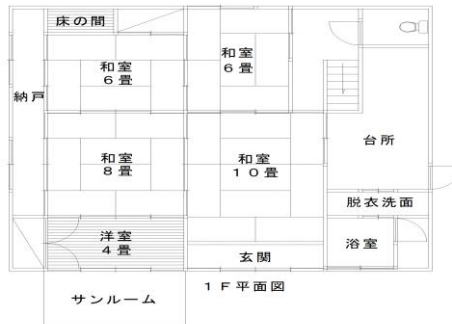 床の間
和室
6畳
和室
6畳
納戸
台所
和室
8畳
和室
10畳
脱衣洗面
洋室
4畳
浴室
玄関
サンルーム
1F平面図